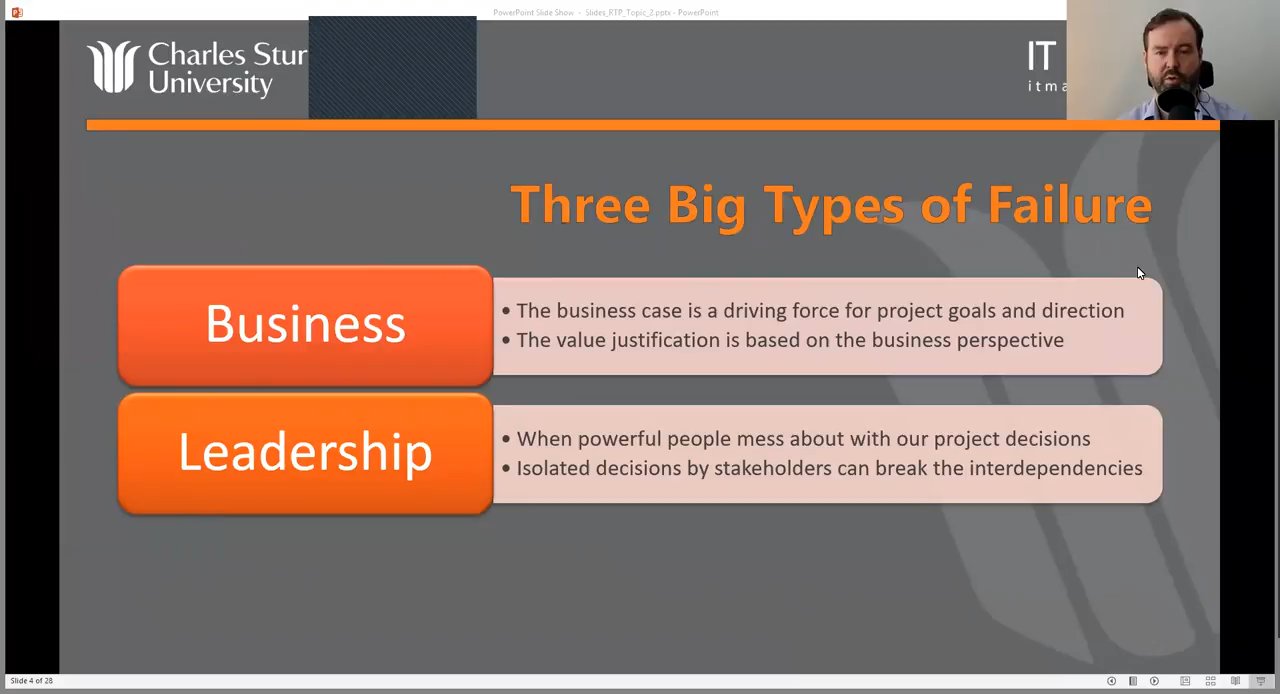 PowerPoint Slide Show - Slides_RTP_Topic_2.pptx - PowerPoint
Charles Stur
University
IT
itma
Three Big Types of Failure
Business
• The business case is a driving force for project goals and direction
• The value justification is based on the business perspective
Leadership
• When powerful people mess about with our project decisions
• Isolated decisions by stakeholders can break the interdependencies
Slide 4 of 28